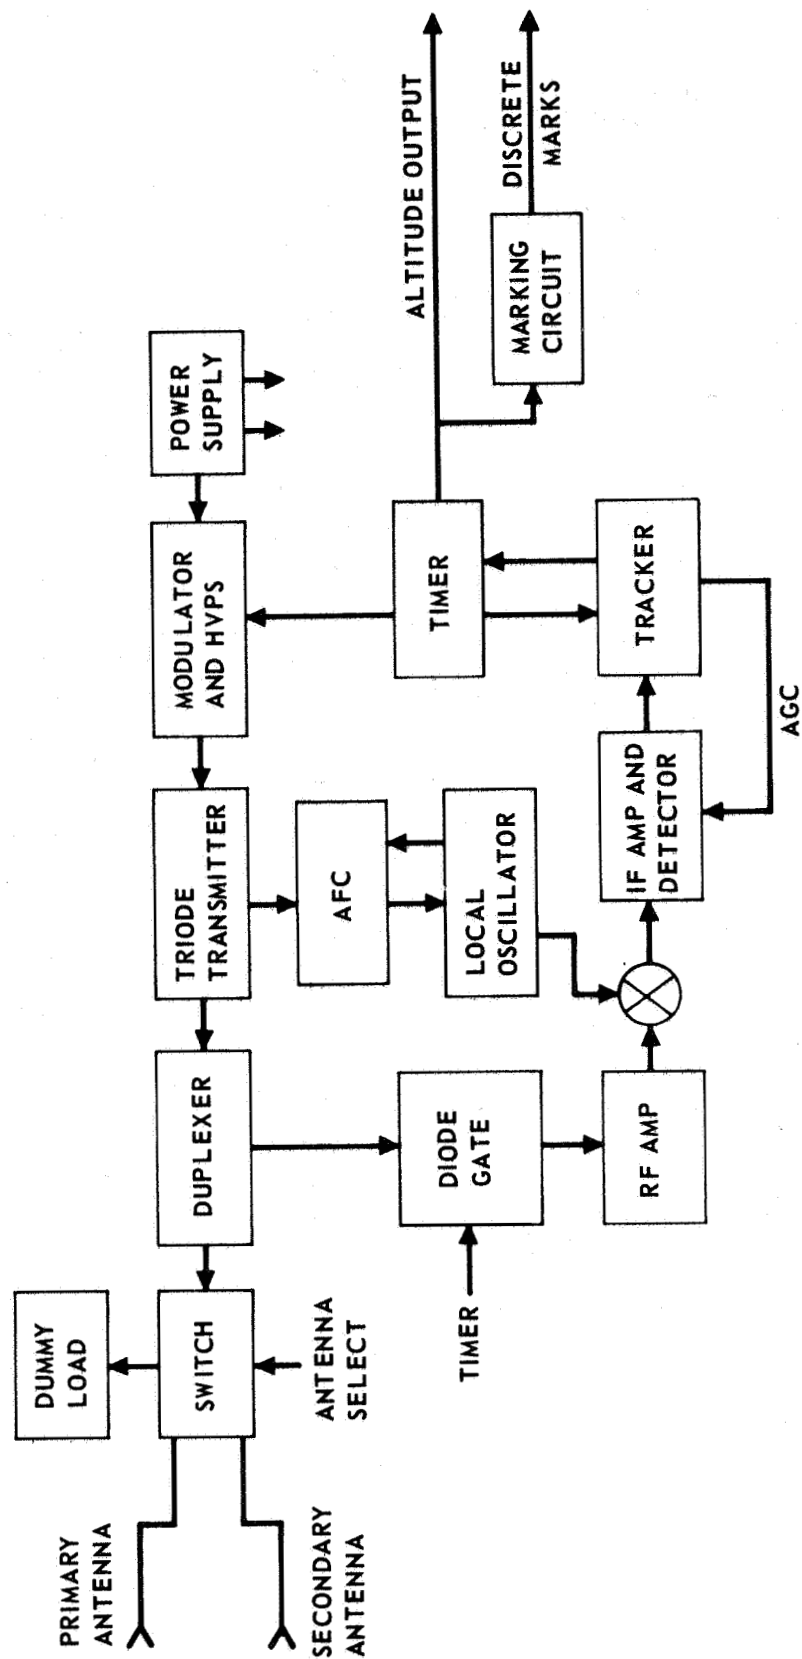 PRIMARY
ANTENNA
SECONDARY
ANTENNA
DUMMY
LOAD
SWITCH
ANTENNA
SELECT
DUPLEXER
TRIODE
TRANSMITTER
MODULATOR
AND HVPS
POWER
SUPPLY
AFC
LOCAL
OSCILLATOR
TIMER
DIODE
GATE
RF AMP
IF AMP AND
DETECTOR
TRACKER
AGC
TIMER
ALTITUDE OUTPUT
MARKING
CIRCUIT
DISCRETE
MARKS